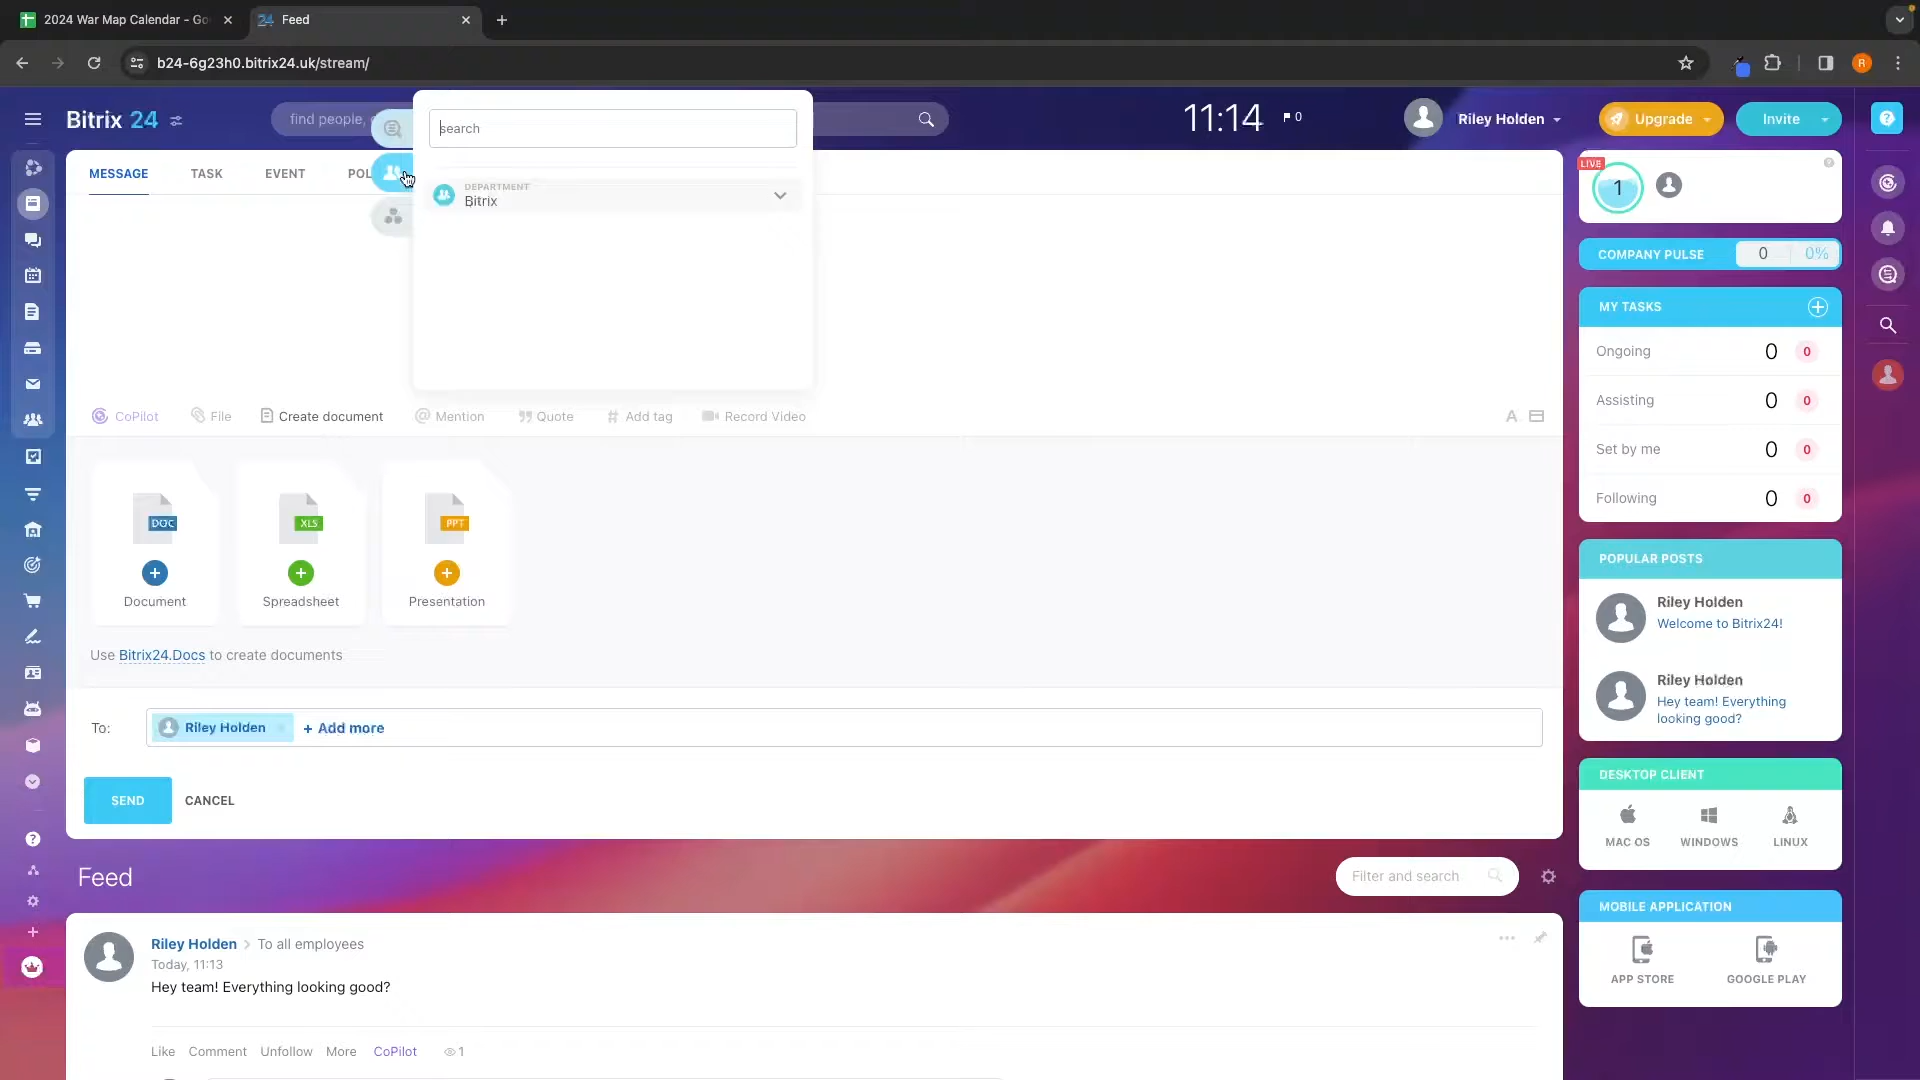 2024 War Map Calendar - Go
24 Feed
b24-6g23h0.bitrix24.uk/stream/
R
Bitrix 24
find people,
search
11:14
0
Riley Holden
Upgrade
Invite
MESSAGE
TASK
EVENT
POL
DEPARTMENT
Bitrix
CoPilot
File
Create document
Mention
Quote
Add tag
Record Video
A
DOC
XLS
PPT
Document
Spreadsheet
Presentation
Use Bitrix24.Docs to create documents
To:
Riley Holden
+ Add more
SEND
CANCEL
Feed
Filter and search
Riley Holden > To all employees
Today, 11:13
Hey team! Everything looking good?
Like
Comment
Unfollow
More
CoPilot
1
LIVE
1
COMPANY PULSE
0
0%
MY TASKS
Ongoing 0 0
Assisting 0 0
Set by me 0 0
Following 0 0
POPULAR POSTS
Riley Holden
Welcome to Bitrix24!
Riley Holden
Hey team! Everything
looking good?
DESKTOP CLIENT
MAC OS
WINDOWS
LINUX
MOBILE APPLICATION
APP STORE
GOOGLE PLAY